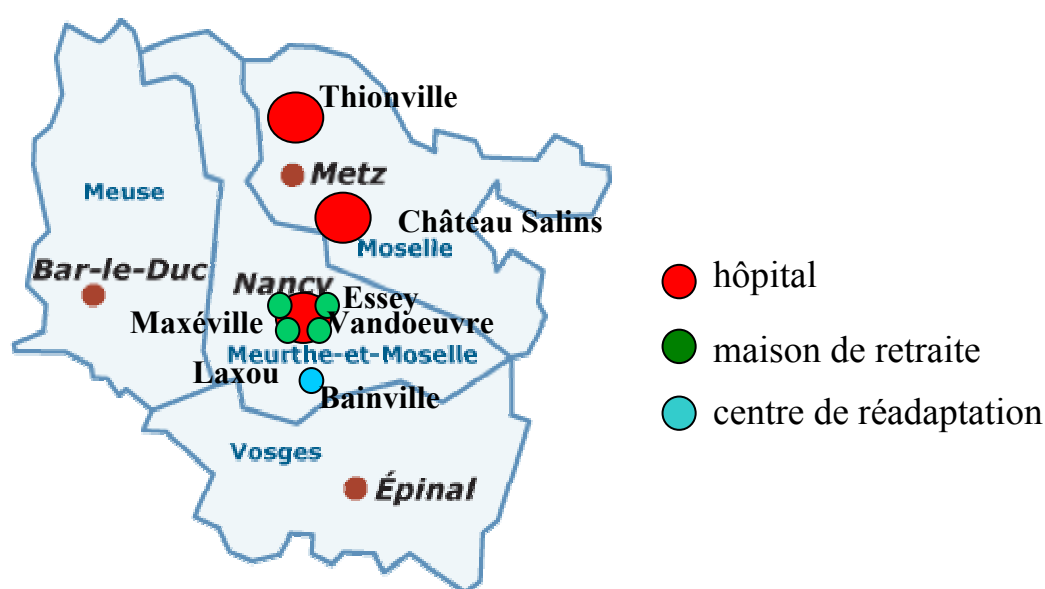 Thionville
Metz
Meuse
Château Salins
Moselle
Bar-le-Duc
Nancy
Essey
Maxéville
Vandoeuvre
Meurthe-et-Moselle
Laxou
Bainville
Vosges
Épinal
hôpital
maison de retraite
centre de réadaptation